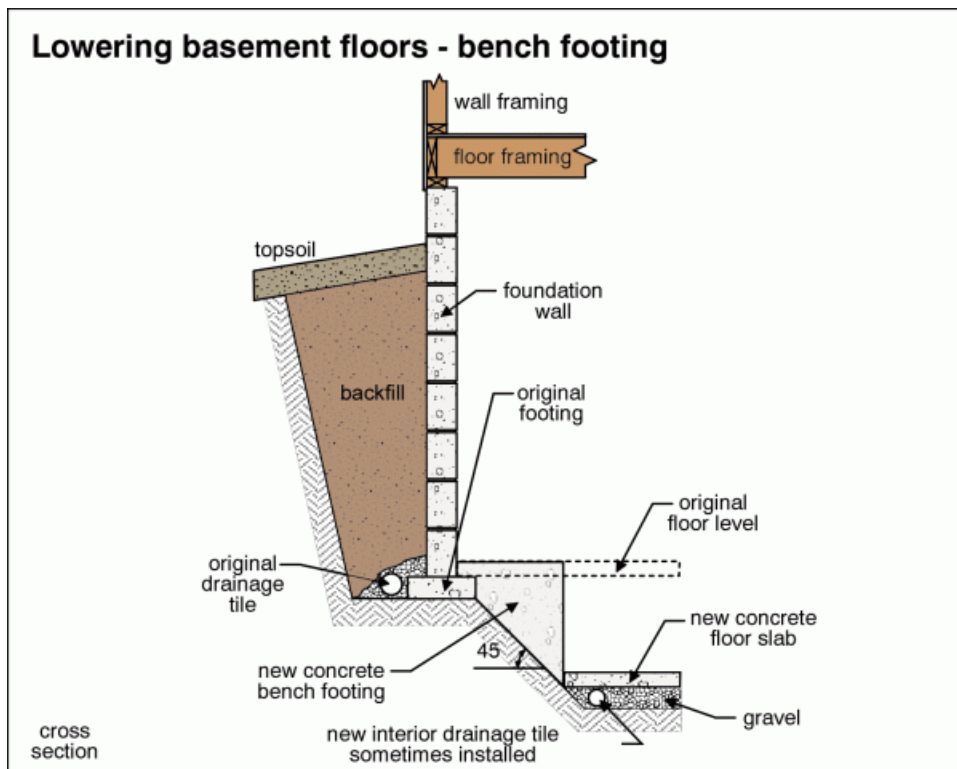 Lowering basement floors - bench footing
wall framing
floor framing
topsoil
foundation
wall
backfill
original
footing
original
floor level
original
drainage
tile
new concrete
floor slab
45
new concrete
bench footing
gravel
cross
section
new interior drainage tile
sometimes installed